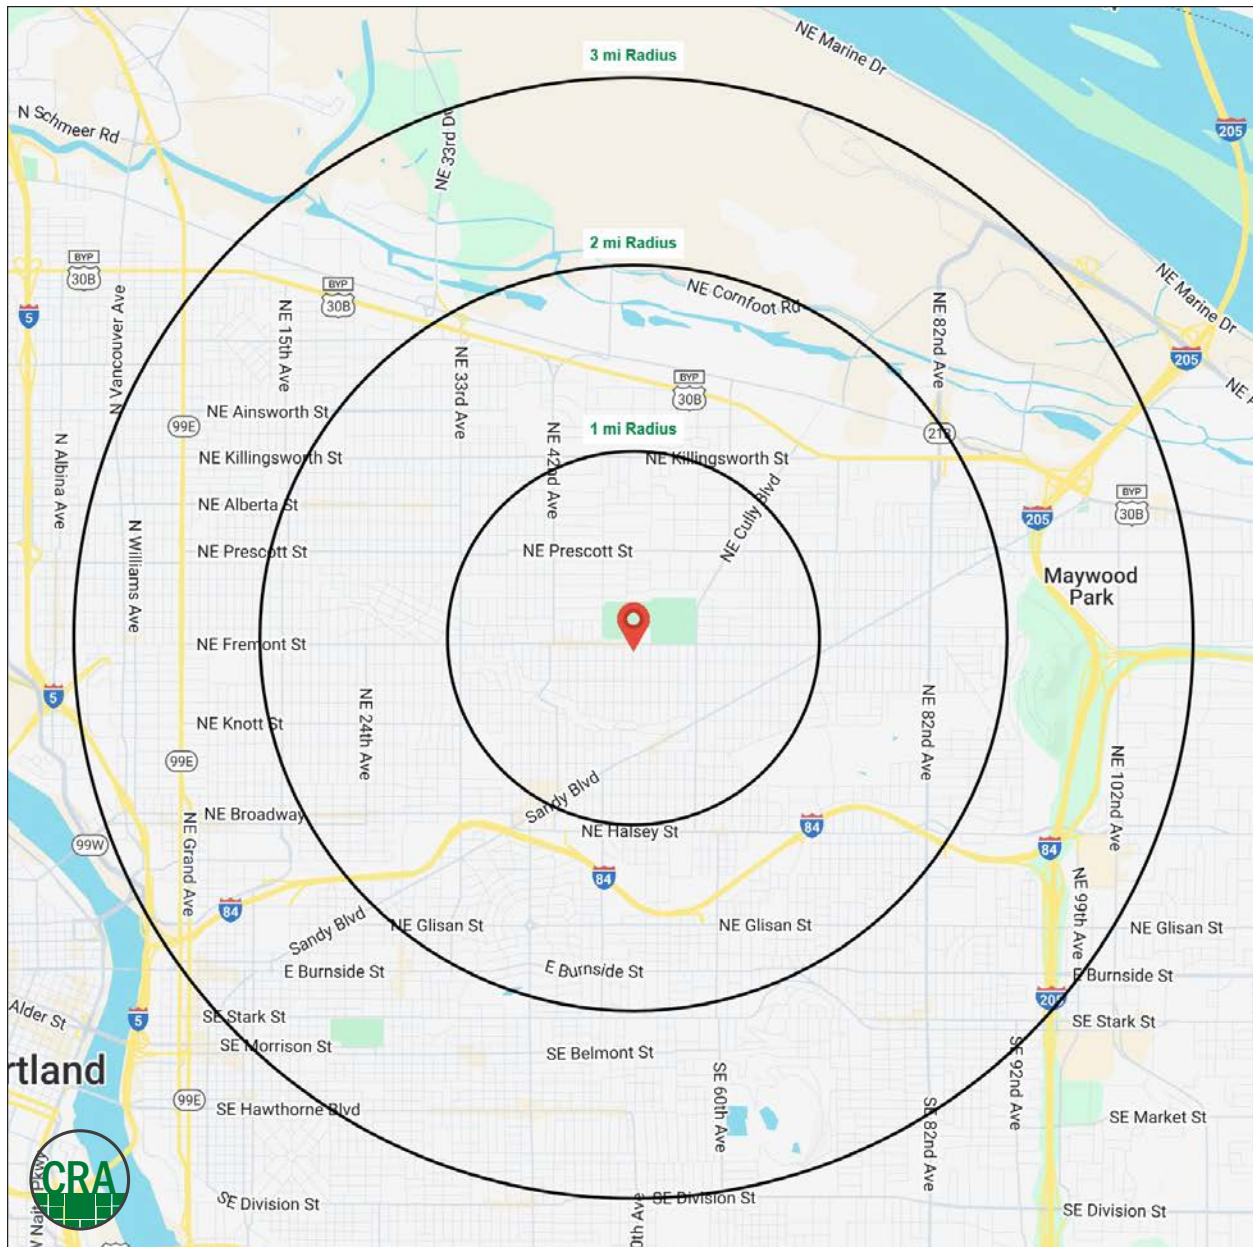 3 mi Radius
NE Marine Dr
205
N Schmeer Rd
NE 33rd Dr
2 mi Radius
BYP
30B
BYP
30B
NE Cornfoot Rd
NE Marine Dr
5
N Vancouver Ave
NE 15th Ave
NE 33rd Ave
NE 82nd Ave
205
BYP
30B
NE Ainsworth St
99E
1 mi Radius
NE 42nd Ave
213
N Albina Ave
NE Killingsworth St
NE Killingsworth St
NE Alberta St
NE Cully Blvd
BYP
30B
205
N Williams Ave
NE Prescott St
NE Prescott St
Maywood
Park
NE Fremont St
5
NE 24th Ave
NE 82nd Ave
NE Knott St
99E
NE 102nd Ave
Sandy Blvd
NE Broadway
NE Halsey St
84
84
99W
NE Grand Ave
84
84
NE 99th Ave
Sandy Blvd
NE Glisan St
NE Glisan St
NE Glisan St
E Burnside St
E Burnside St
E Burnside St
205
Alder St
5
SE Stark St
SE Stark St
SE Morrison St
SE Belmont St
SE 92nd Ave
rtland
SE 60th Ave
99E
SE Hawthorne Blvd
SE 82nd Ave
SE Market St
CRA
SE Division St
SE Division St
SE Division St